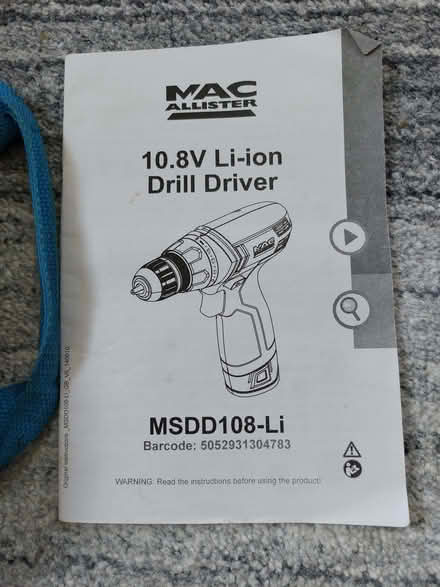 MAC
ALLISTER
10.8V Li-ion
Drill Driver
MAC
MSDD108-Li
Barcode: 5052931304783
WARNING: Read the instructions before using the product!